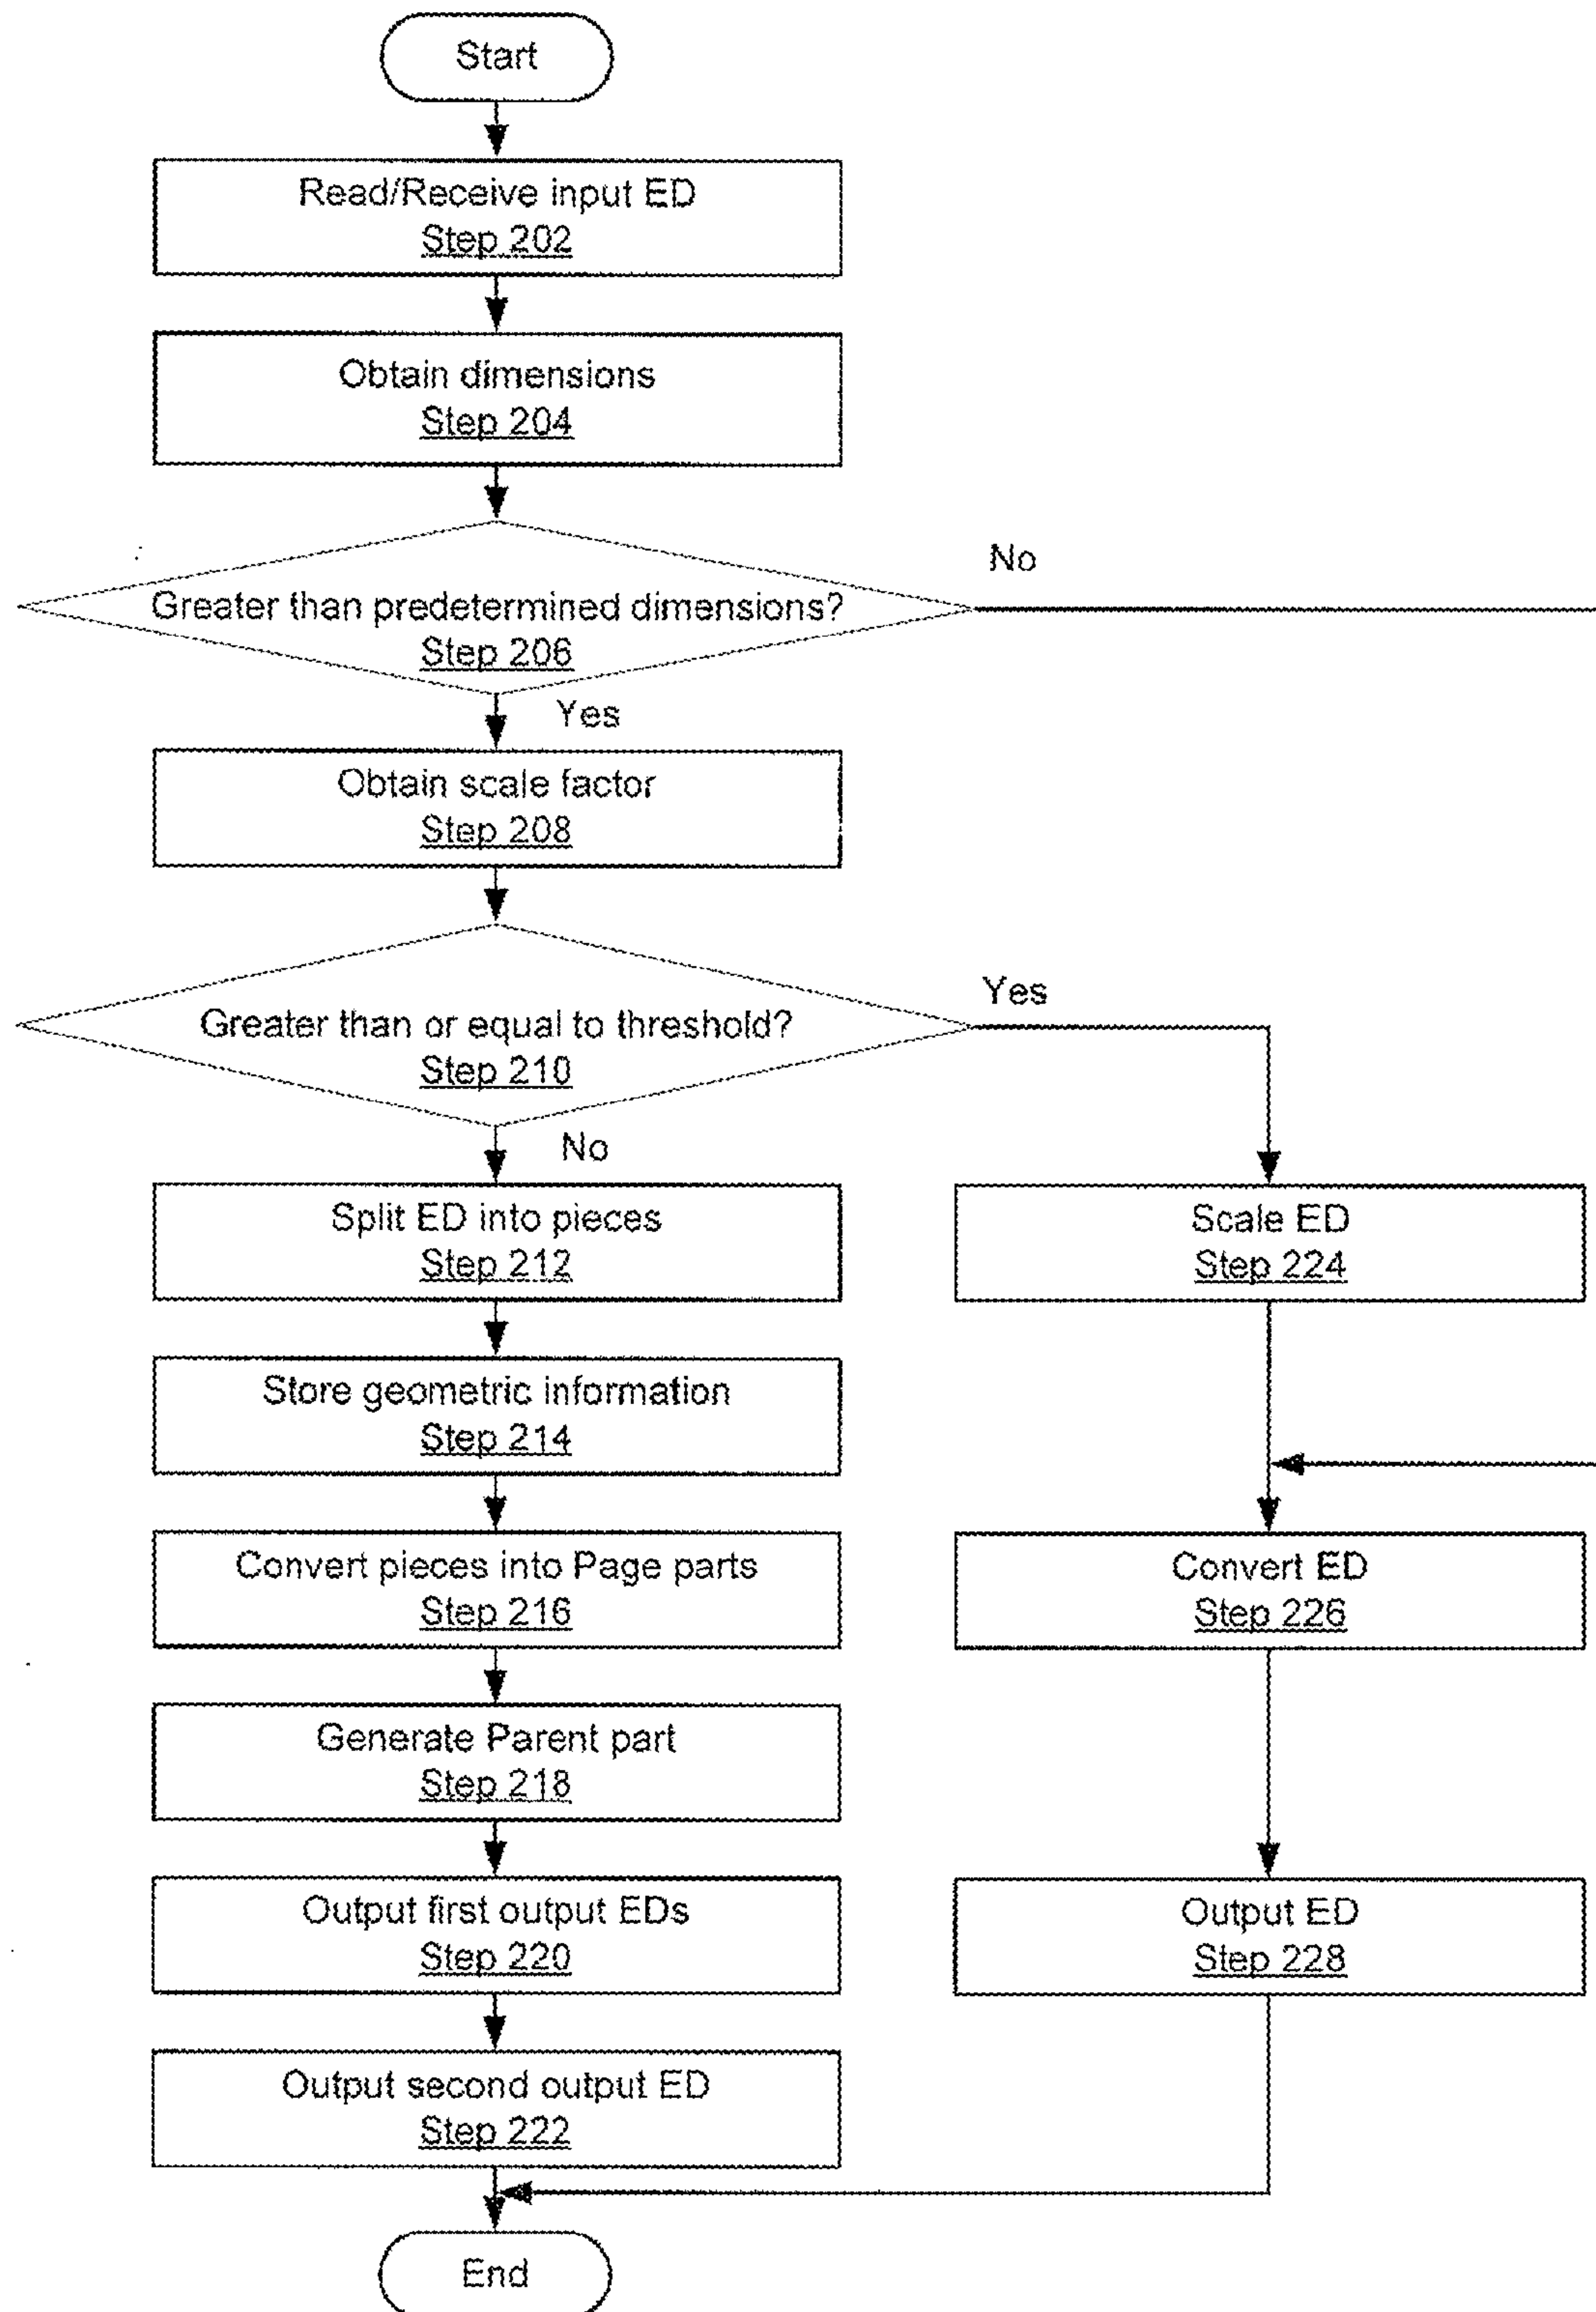 Start
Read/Receive input ED
Step 202
Obtain dimensions
Step 204
No
Greater than predetermined dimensions?
Step 206
Yes
Obtain scale factor
Step 208
Yes
Greater than or equal to threshold?
Step 210
No
Split ED into pieces
Step 212
Scale ED
Step 224
Store geometric information
Step 214
Convert pieces into Page parts
Step 216
Convert ED
Step 226
Generate Parent part
Step 218
Output first output EDs
Step 220
Output ED
Step 228
Output second output ED
Step 222
End